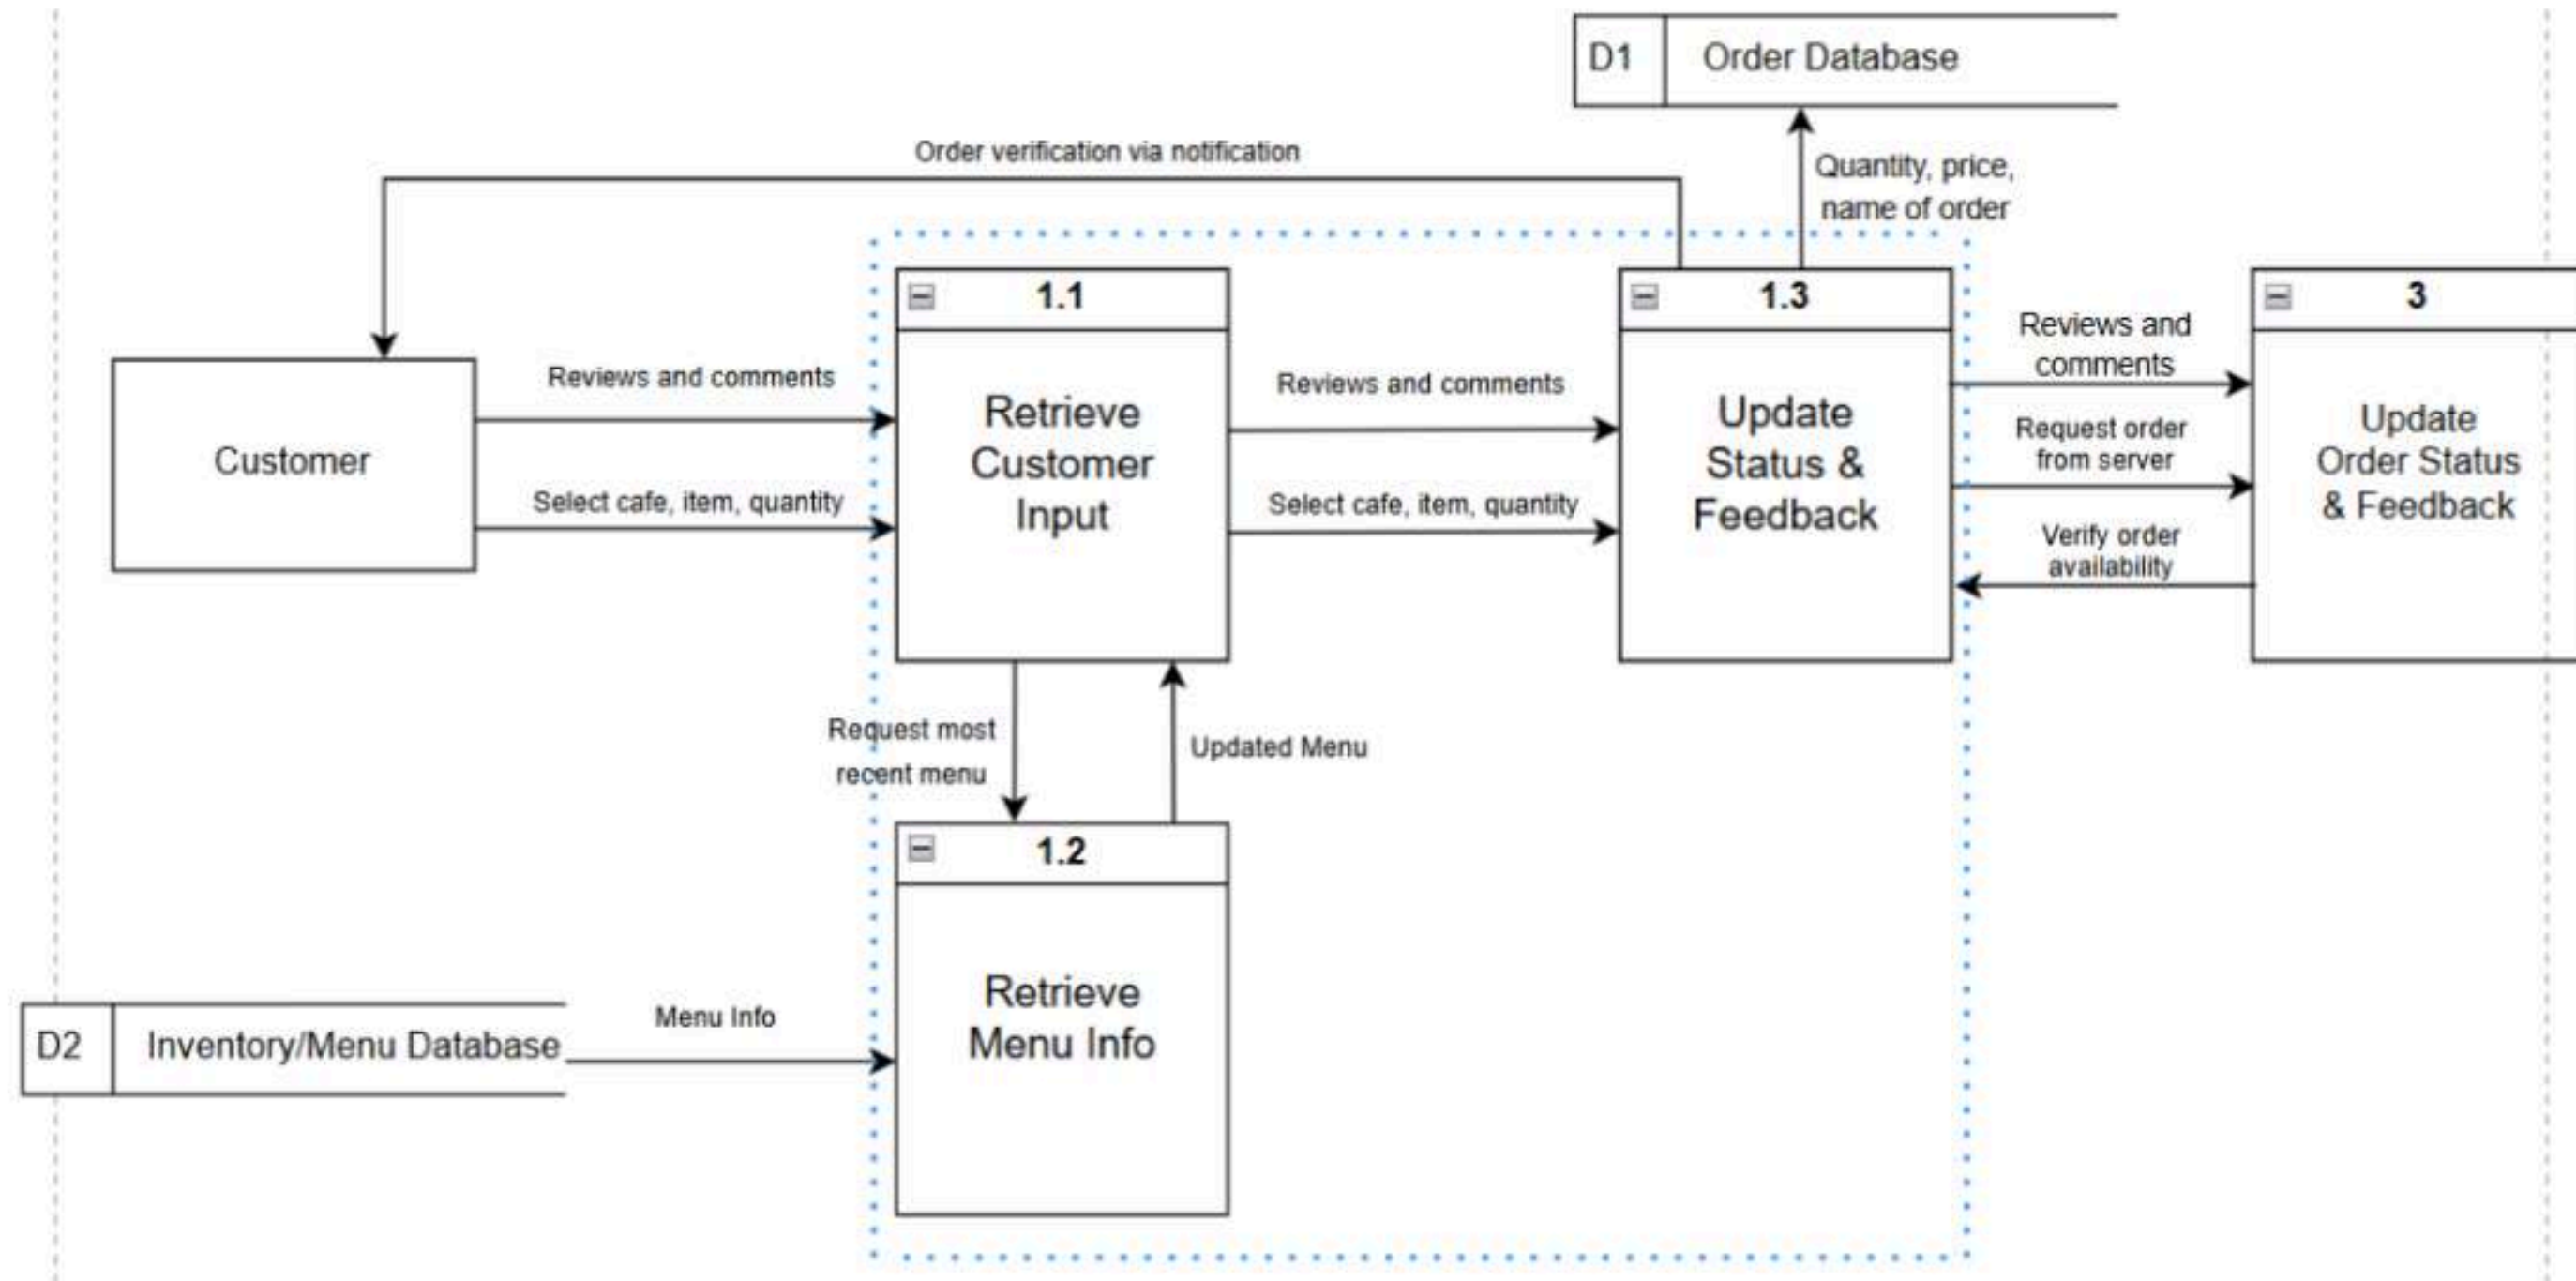 D1
Order Database
Order verification via notification
Quantity, price,
name of order
1.1
1.3
3
Reviews and
comments
Reviews and comments
Reviews and comments
Customer
Retrieve
Customer
Input
Update
Status &
Feedback
Request order
from server
Update
Order Status
& Feedback
Select cafe, item, quantity
Select cafe, item, quantity
Verify order
availability
Request most
recent menu
Updated Menu
1.2
Retrieve
Menu Info
D2
Inventory/Menu Database
Menu Info